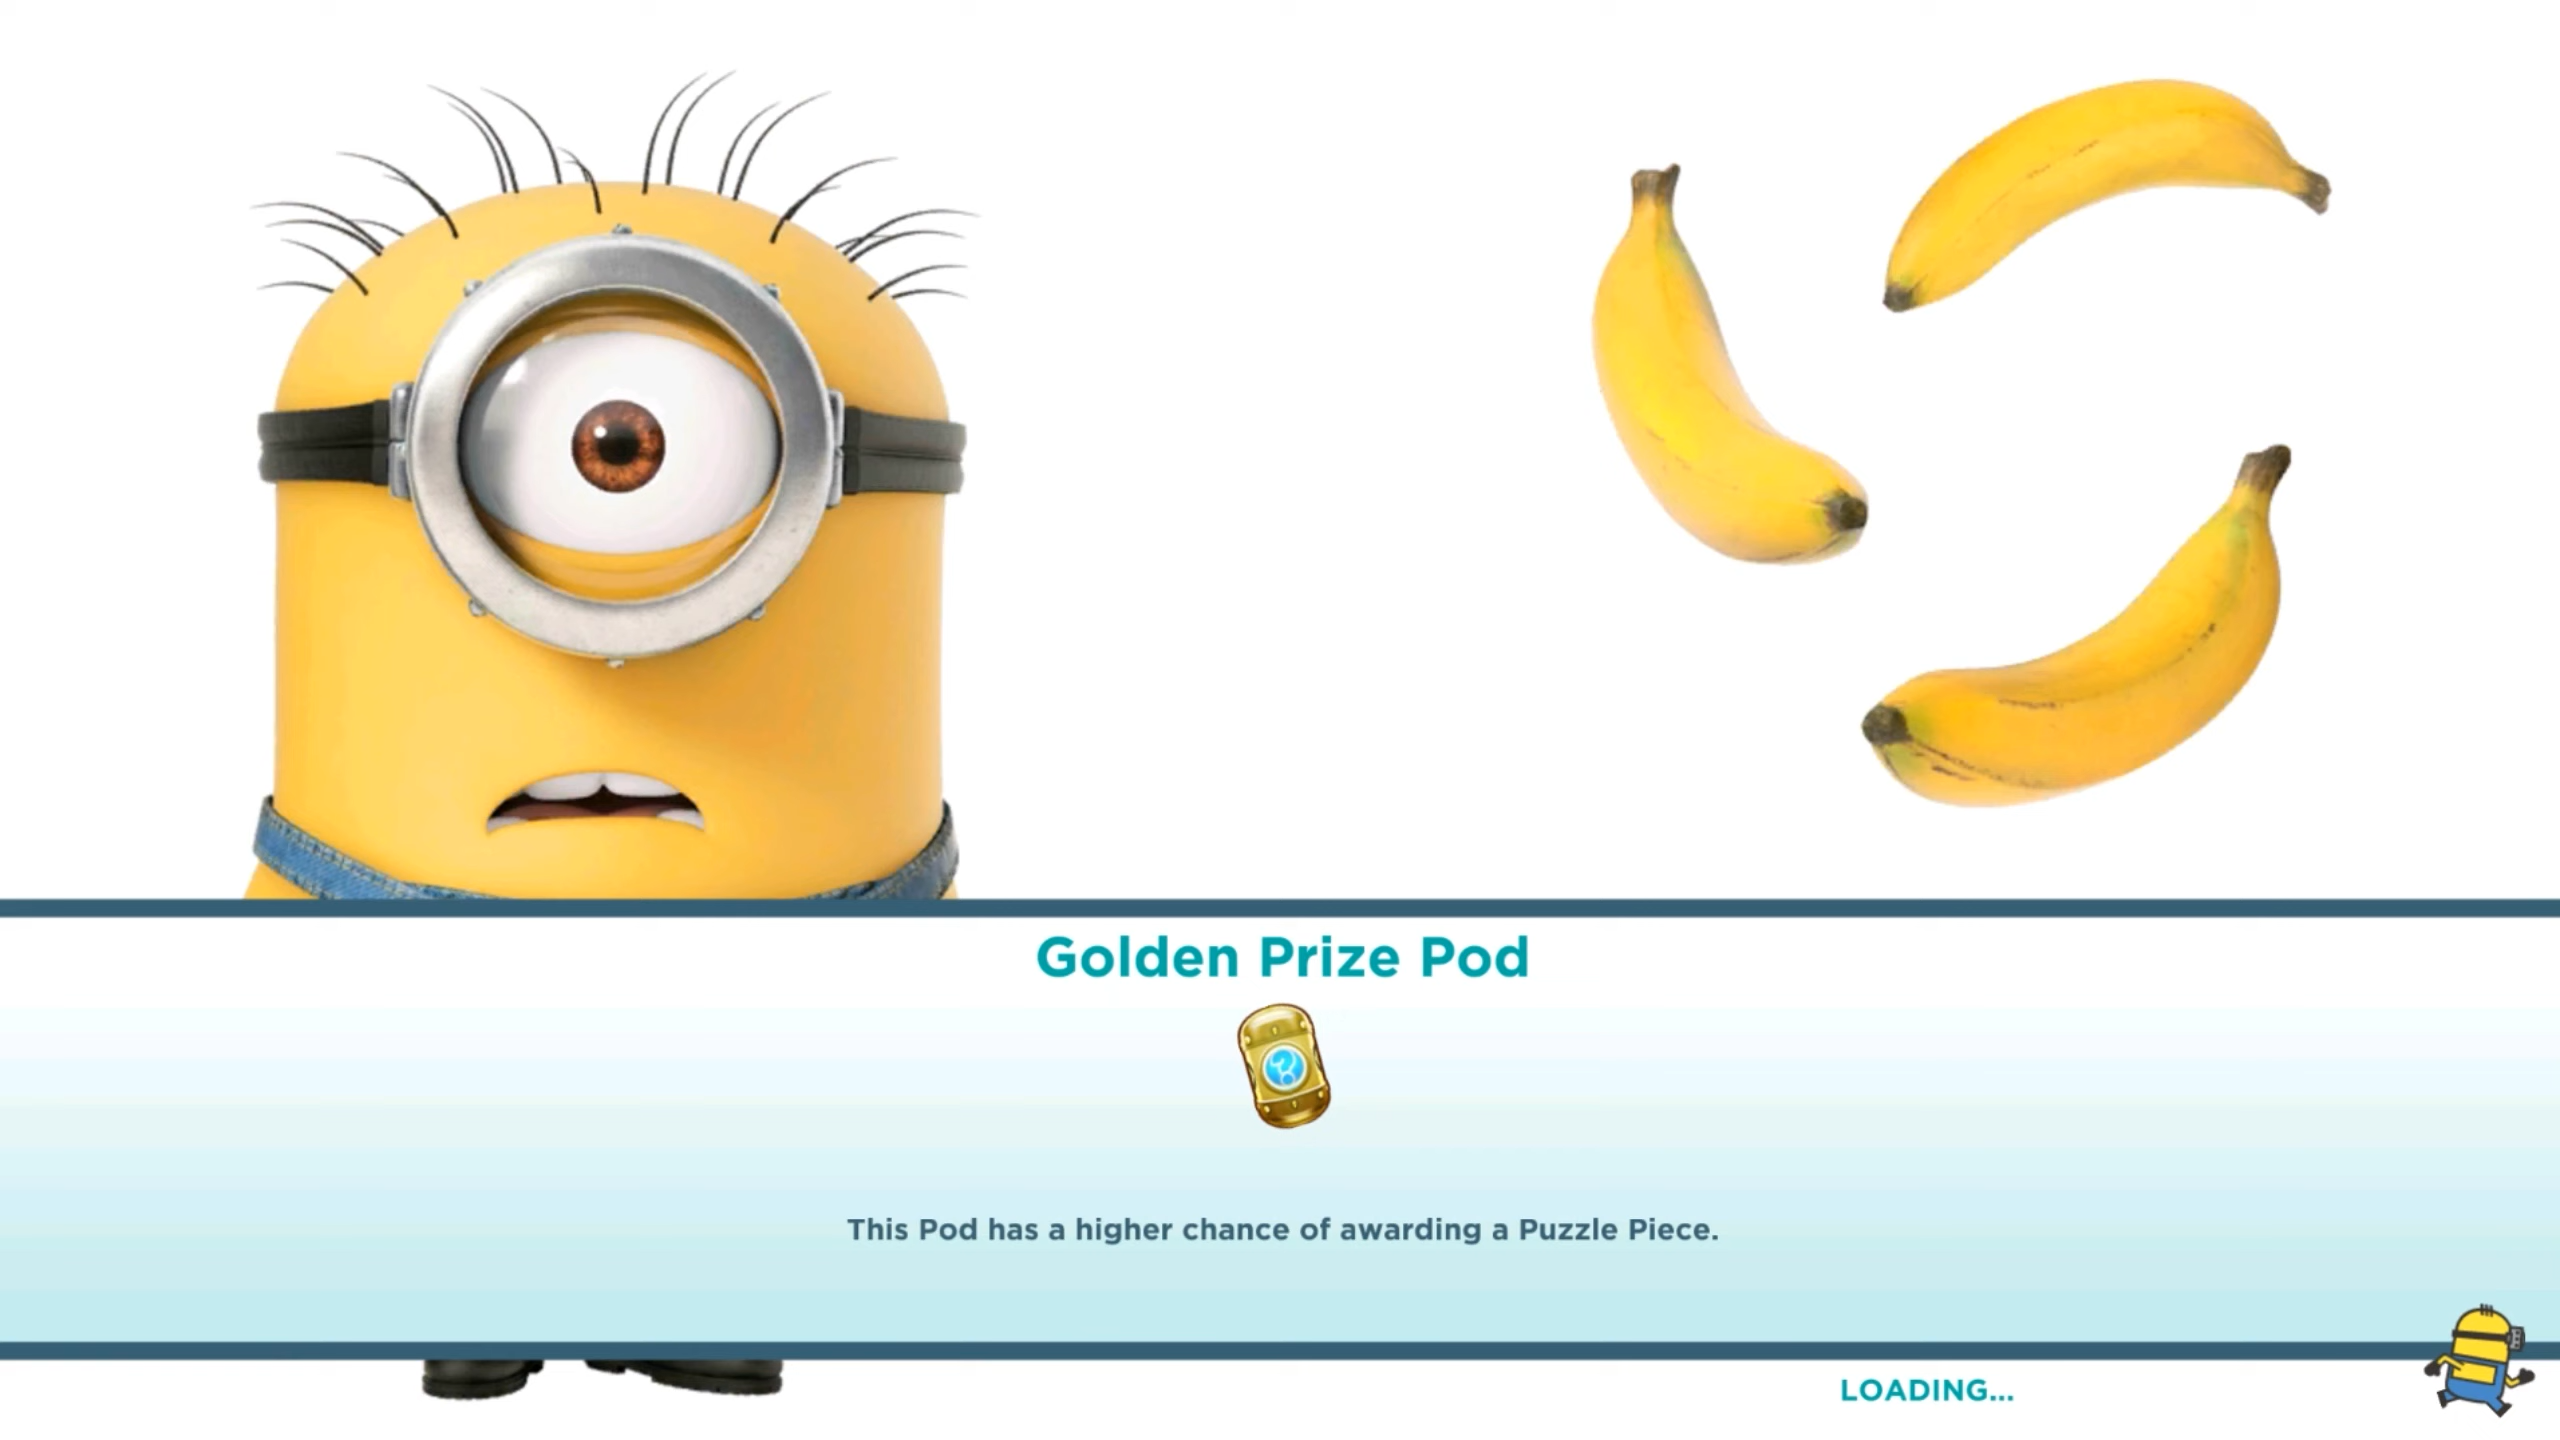 Golden Prize Pod
This Pod has a higher chance of awarding a Puzzle Piece.
LOADING...